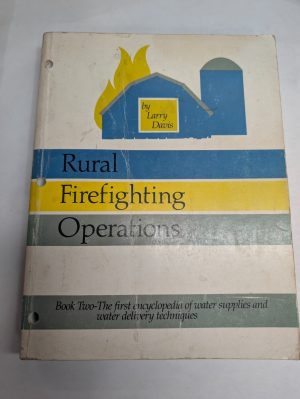 by
Larry
Davis
Rural
Firefighting
Operations
Book Two-The first encyclopedia of water supplies and
water delivery techniques